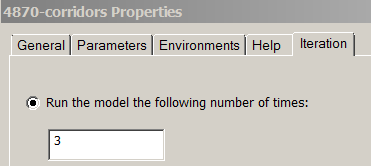 4870-corridors Properties
General Parameters Environments Help Iteration
Run the model the following number of times:
3